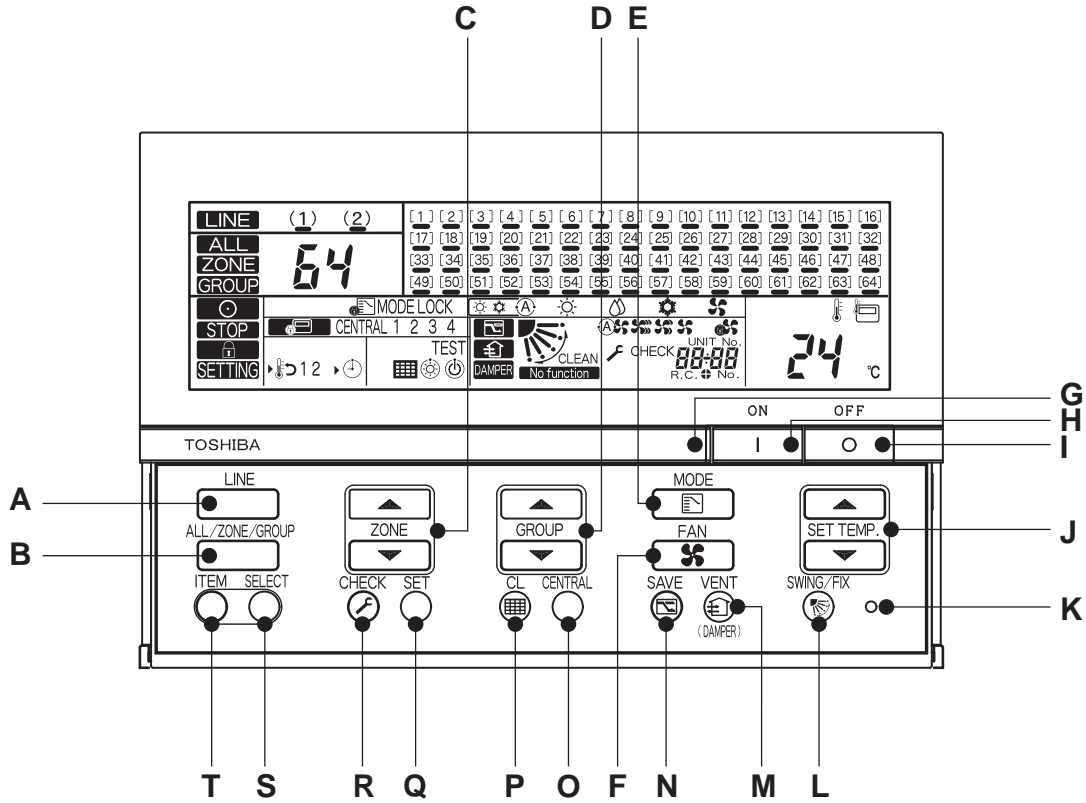 C D E
LINE (1) (2)
[1] [2] [3] [4] [5] [6] [7] [8] [9] [10] [11] [12] [13] [14] [15] [16]
ALL
[17] [18] [19] [20] [21] [22] [23] [24] [25] [26] [27] [28] [29] [30] [31] [32]
ZONE 64
[33] [34] [35] [36] [37] [38] [39] [40] [41] [42] [43] [44] [45] [46] [47] [48]
GROUP
[49] [50] [51] [52] [53] [54] [55] [56] [57] [58] [59] [60] [61] [62] [63] [64]
MODE LOCK A
STOP CENTRAL 1 2 3 4 A
TEST UNIT No.
CLEAN CHECK 88:88 24 °C
SETTING 1 2 DAMPER No function R.C. No.
G
ON OFF
H
TOSHIBA I O I
LINE MODE
A
ALL/ZONE/GROUP ZONE GROUP FAN SET TEMP. J
B
ITEM SELECT CHECK SET CL CENTRAL SAVE VENT SWING/FIX
K
(DAMPER)
T S R Q P O F N M L